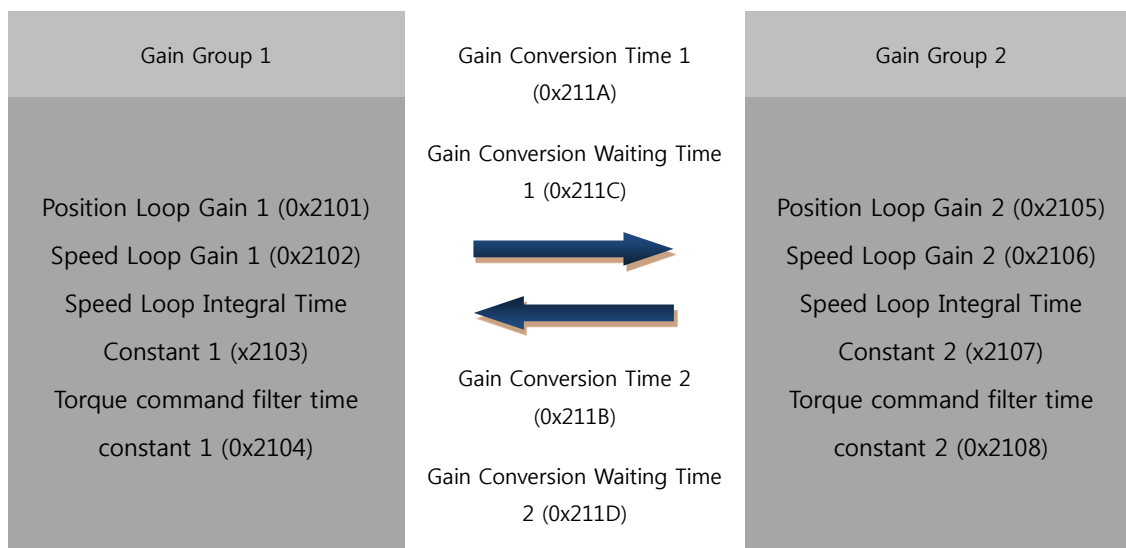 Gain Group 1
Position Loop Gain 1 (0x2101)
Speed Loop Gain 1 (0x2102)
Speed Loop Integral Time
Constant 1 (x2103)
Torque command filter time
constant 1 (0x2104)
Gain Conversion Time 1
(0x211A)
Gain Conversion Waiting Time
1 (0x211C)
Gain Conversion Time 2
(0x211B)
Gain Conversion Waiting Time
2 (0x211D)
Gain Group 2
Position Loop Gain 2 (0x2105)
Speed Loop Gain 2 (0x2106)
Speed Loop Integral Time
Constant 2 (x2107)
Torque command filter time
constant 2 (0x2108)